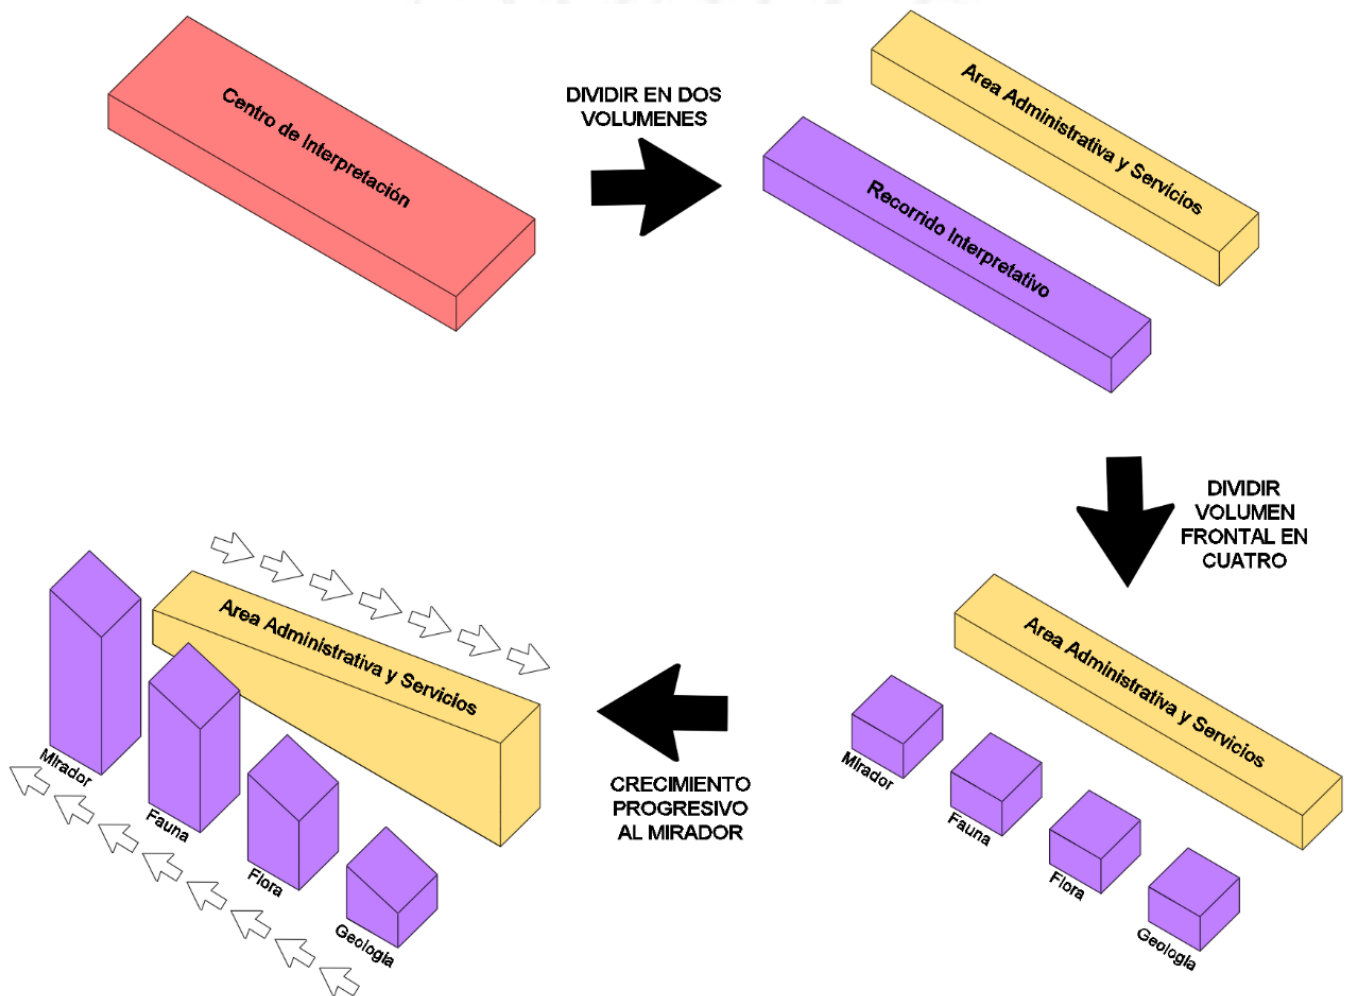 Centro de Interpretación
DIVIDIR EN DOS
VOLUMENES
Area Administrativa y Servicios
Recorrido Interpretativo
DIVIDIR
VOLUMEN
FRONTAL EN
CUATRO
Area Administrativa y Servicios
Mirador
Fauna
Flora
Geologia
CRECIMIENTO
PROGRESIVO
AL MIRADOR
Area Administrativa y Servicios
Mirador
Fauna
Flora
Geologia